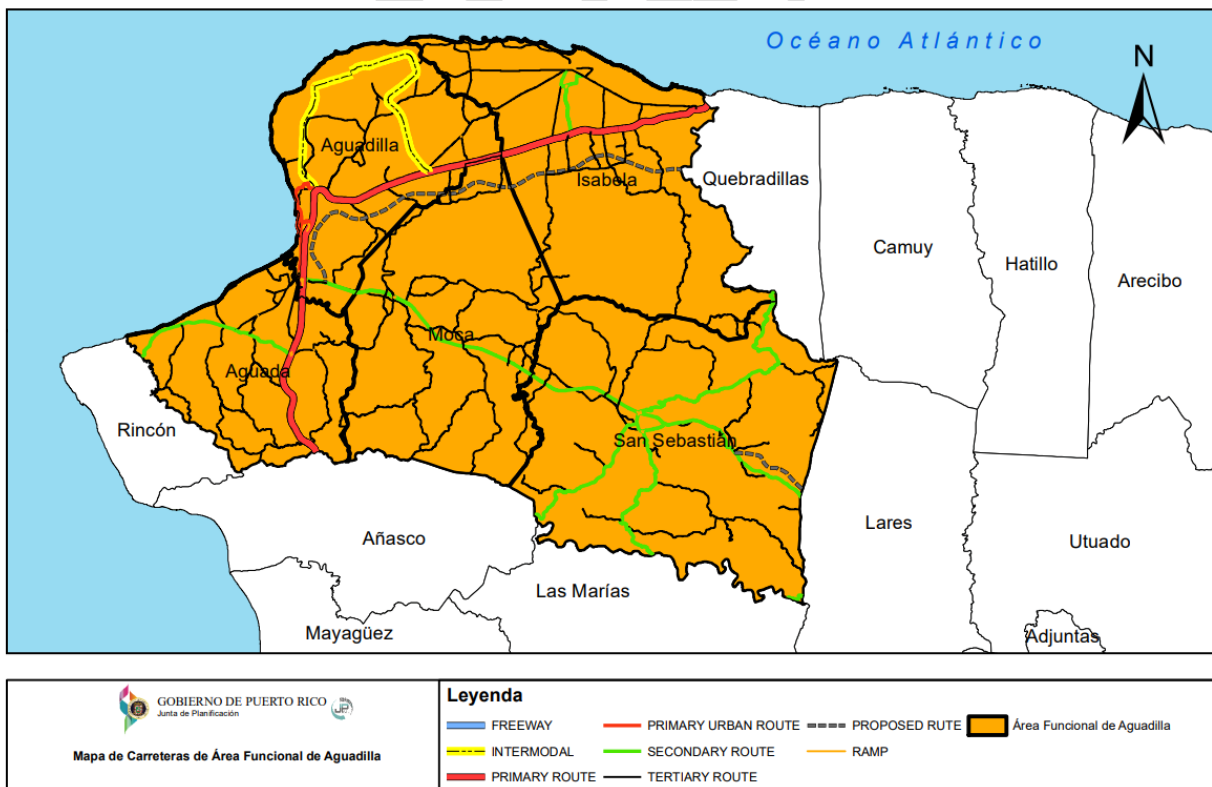 Océano Atlántico
N
Aguadilla
Isabela
Quebradillas
Camuy
Hatillo
Arecibo
Moca
Aguada
Rincón
San Sebastián
Añasco
Lares
Utuado
Las Marías
Mayagüez
Adjuntas
GOBIERNO DE PUERTO RICO
Junta de Planificación
JP
Mapa de Carreteras de Área Funcional de Aguadilla
Leyenda
FREEWAY
PRIMARY URBAN ROUTE
PROPOSED RUTE
Área Funcional de Aguadilla
INTERMODAL
SECONDARY ROUTE
RAMP
PRIMARY ROUTE
TERTIARY ROUTE